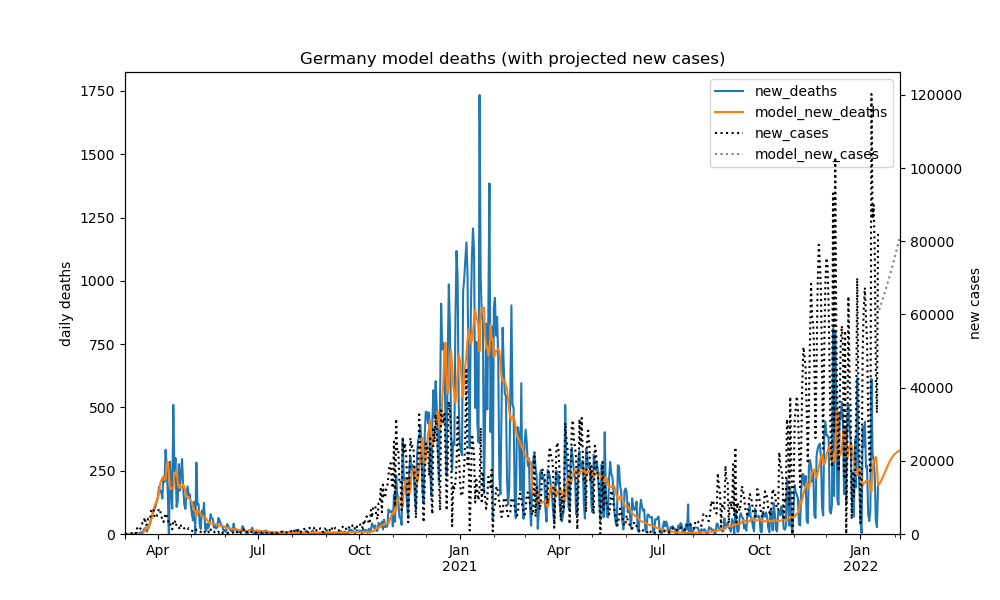 Germany model deaths (with projected new cases)
daily deaths
1750
1500
1250
1000
750
500
250
0
new_deaths
model_new_deaths
new_cases
model_new_cases
120000
100000
80000
60000
40000
20000
0
new cases
Apr Jul Oct Jan Apr Jul Oct Jan
2021 2022